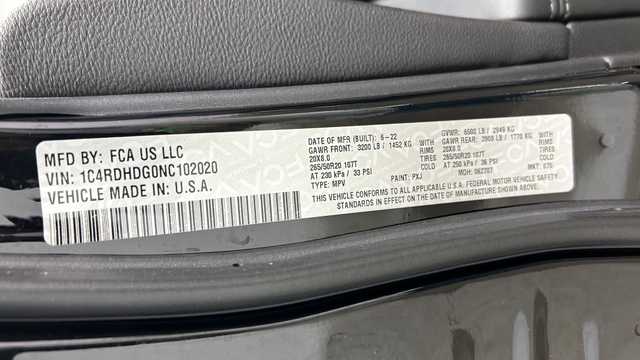 MFD BY: FCA US LLC
VIN: 1C4RDHDG0NC102020
VEHICLE MADE IN U.S.A.
DATE OF MFR (BUILT): 6-22
GAWR FRONT: 3200 LB / 1452 KG
20X8.0
265/50R20 107T
TIRES COLD
AT 230 kPa / 33 PSI
TYPE: MPV
PAINT: PXJ
GVWR: 6500 LB / 2949 KG
GAWR REAR: 3900 LB / 1770 KG
20X8.0
265/50R20 107T
TIRES COLD
AT 250 kPa / 36 PSI
MDH:
THIS VEHICLE CONFORMS TO ALL APPLICABLE U.S.A. FEDERAL MOTOR VEHICLE SAFETY
STANDARDS IN EFFECT ON THE DATE OF MANUFACTURE SHOWN ABOVE.